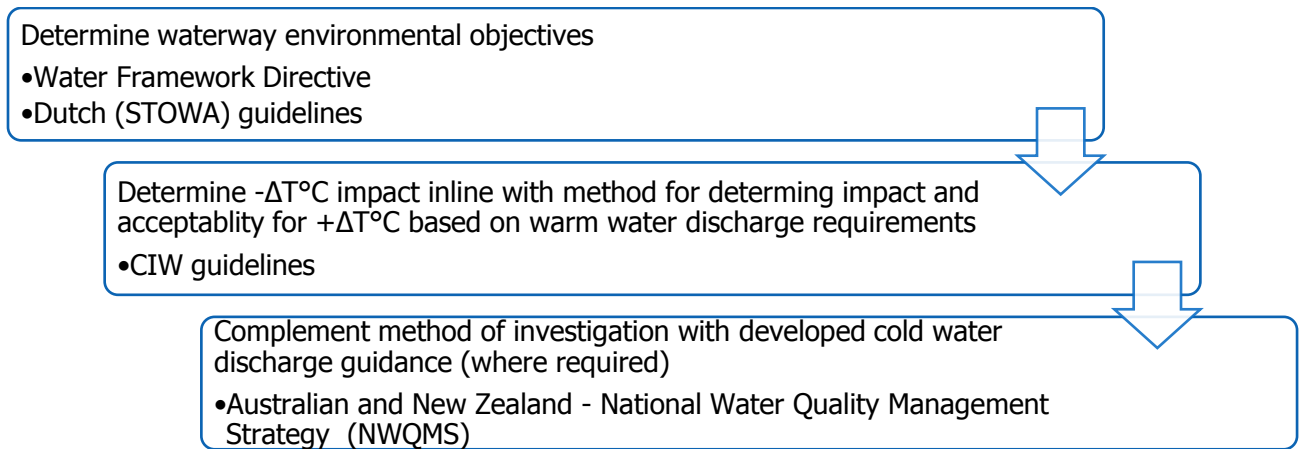 Determine waterway environmental objectives
•Water Framework Directive
•Dutch (STOWA) guidelines
Determine -ΔT°C impact inline with method for determing impact and
acceptablity for +ΔT°C based on warm water discharge requirements
•CIW guidelines
Complement method of investigation with developed cold water
discharge guidance (where required)
•Australian and New Zealand - National Water Quality Management
Strategy (NWQMS)